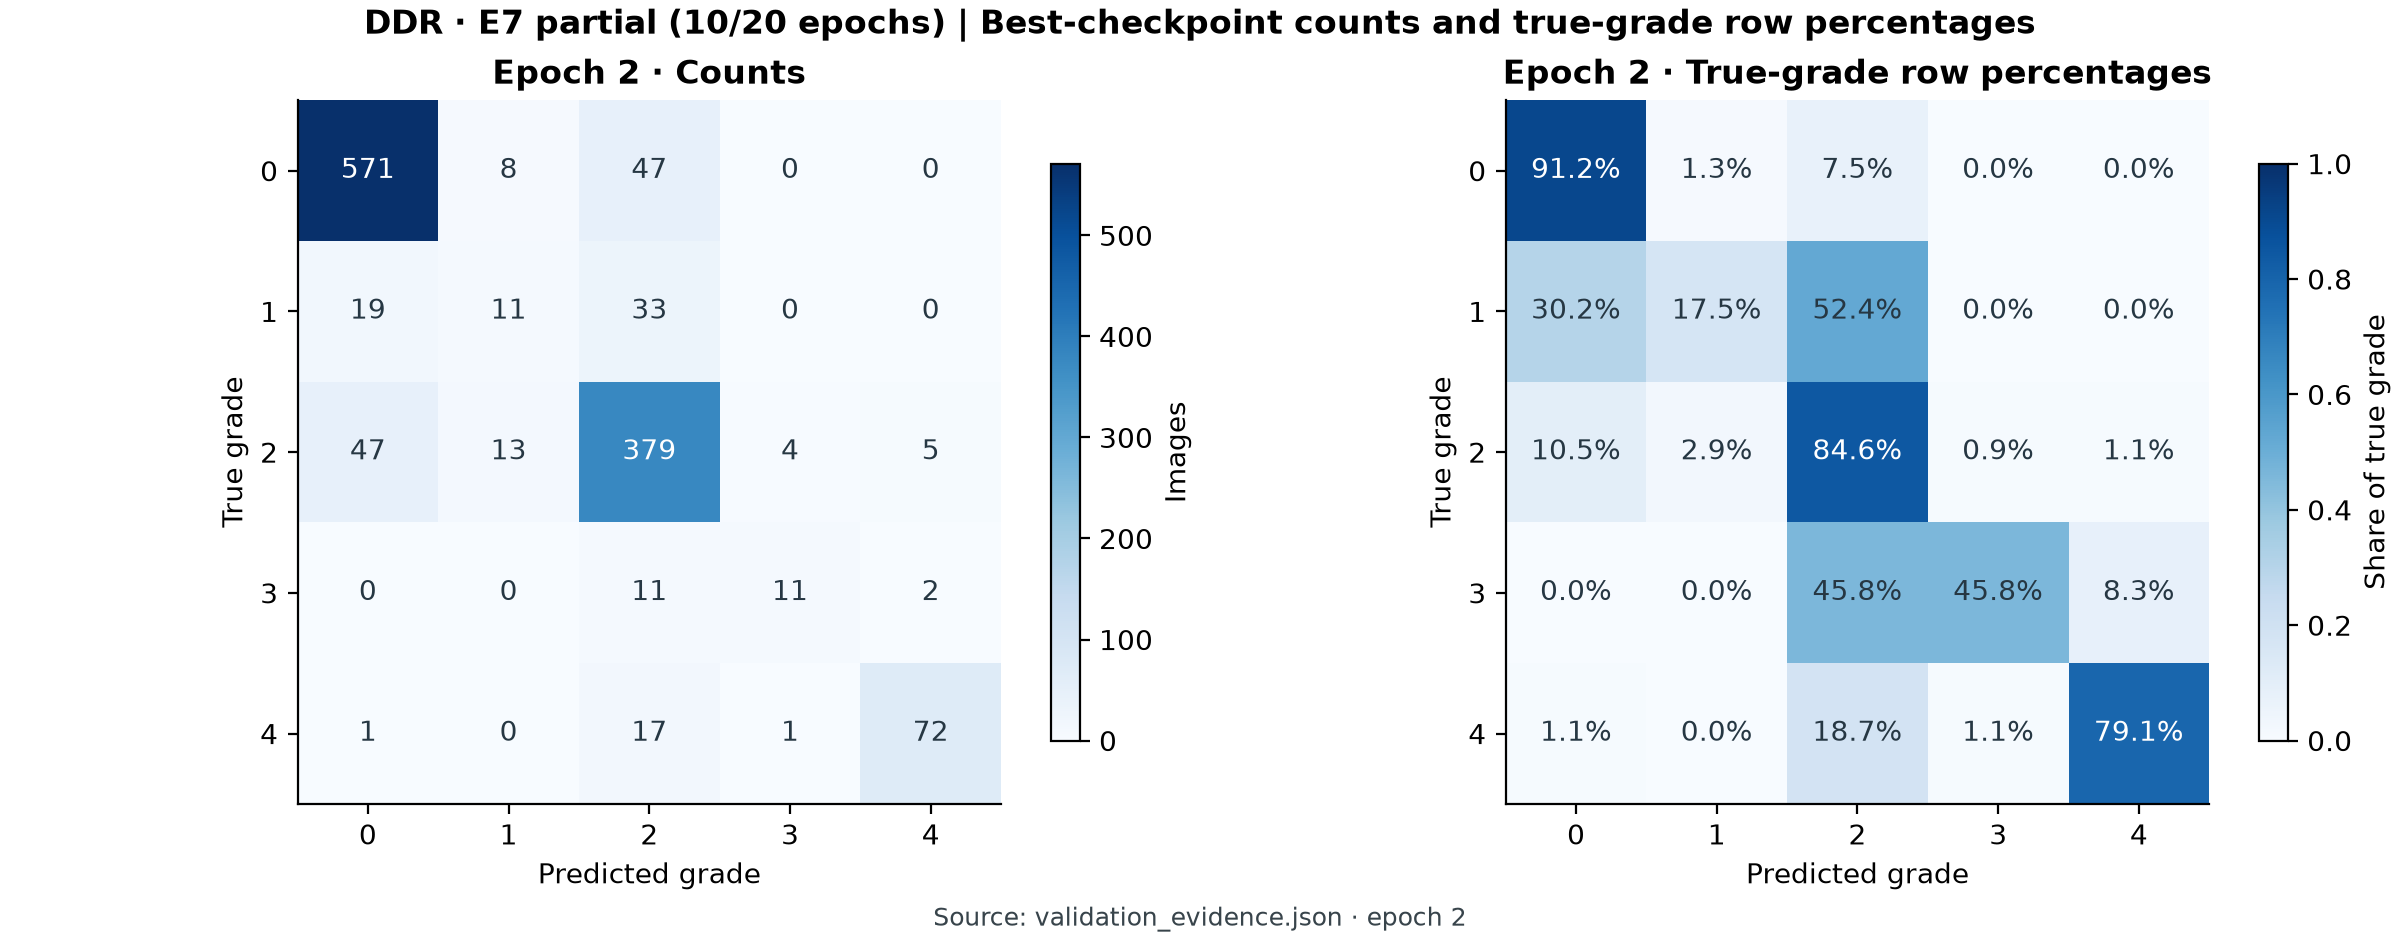 DDR · E7 partial (10/20 epochs) | Best-checkpoint counts and true-grade row percentages
Epoch 2 · Counts
True grade
0 571 8 47 0 0
1 19 11 33 0 0
2 47 13 379 4 5
3 0 0 11 11 2
4 1 0 17 1 72
0 1 2 3 4
Predicted grade
500
400
300
200
100
0
Images
Epoch 2 · True-grade row percentages
True grade
0 91.2% 1.3% 7.5% 0.0% 0.0%
1 30.2% 17.5% 52.4% 0.0% 0.0%
2 10.5% 2.9% 84.6% 0.9% 1.1%
3 0.0% 0.0% 45.8% 45.8% 8.3%
4 1.1% 0.0% 18.7% 1.1% 79.1%
0 1 2 3 4
Predicted grade
1.0
0.8
0.6
0.4
0.2
0.0
Share of true grade
Source: validation_evidence.json · epoch 2